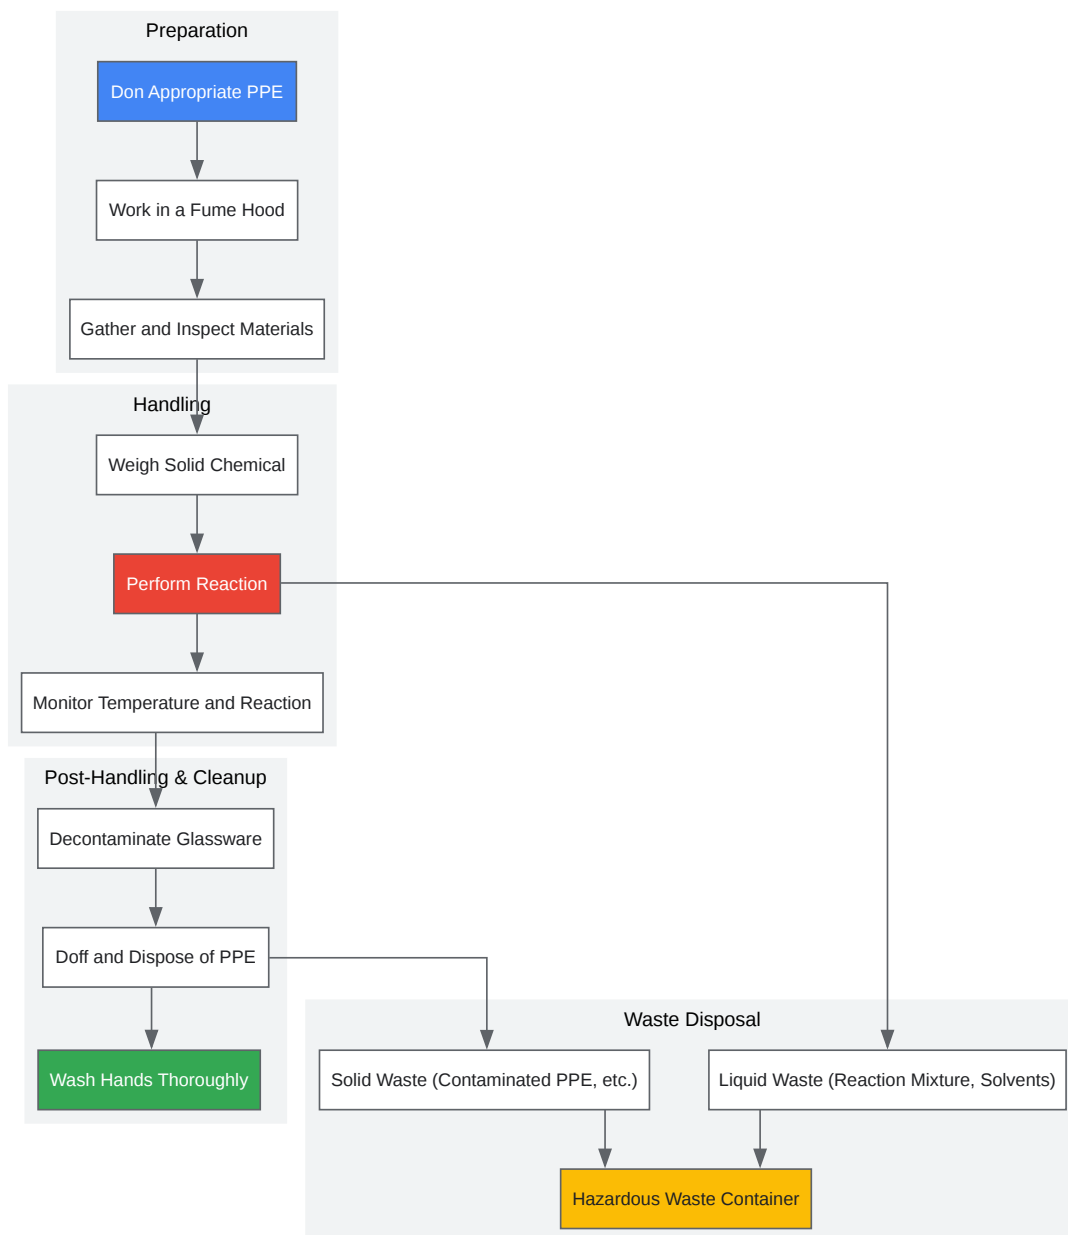 Preparation
Don Appropriate PPE
Work in a Fume Hood
Gather and Inspect Materials
Handling
Weigh Solid Chemical
Perform Reaction
Monitor Temperature and Reaction
Post-Handling & Cleanup
Decontaminate Glassware
Doff and Dispose of PPE
Wash Hands Thoroughly
Waste Disposal
Solid Waste (Contaminated PPE, etc.)
Liquid Waste (Reaction Mixture, Solvents)
Hazardous Waste Container